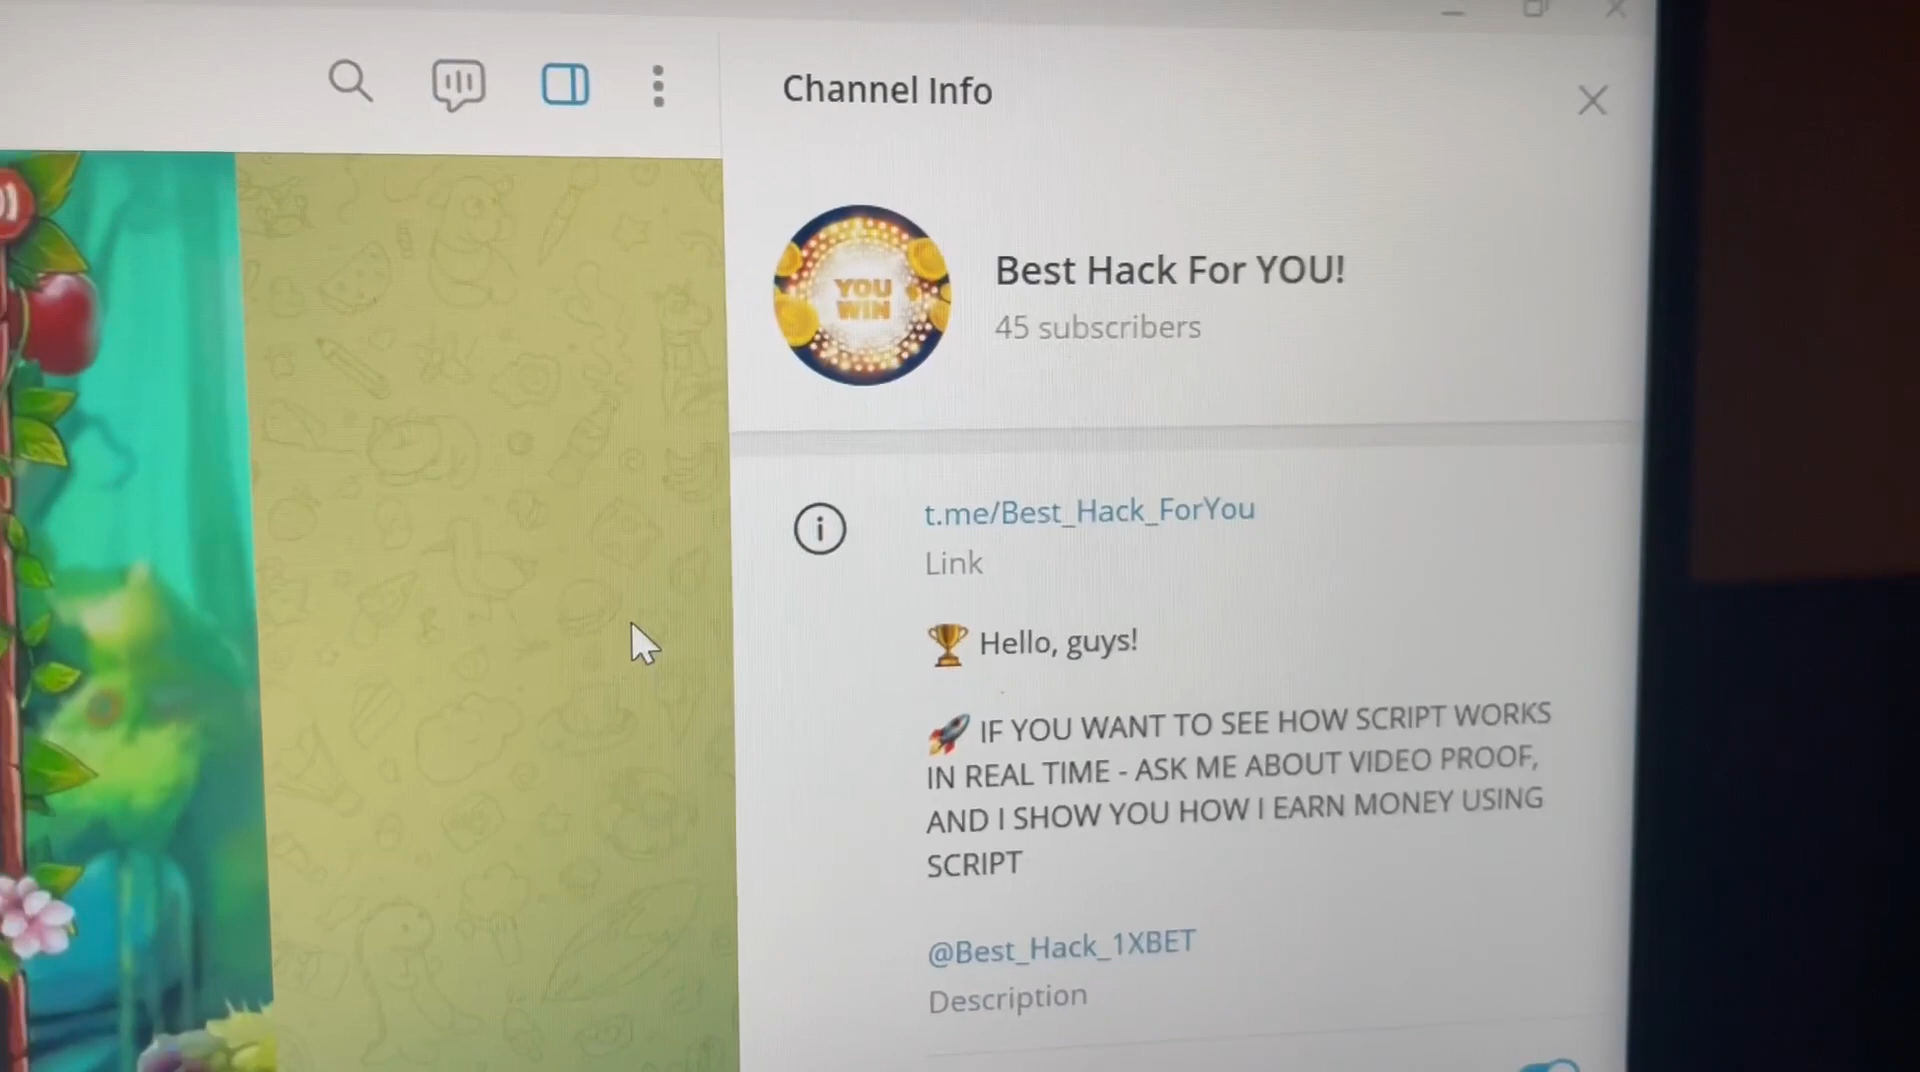 Channel Info
YOU
WIN
Best Hack For YOU!
45 subscribers
t.me/Best_Hack_ForYou
Link
🏆 Hello, guys!
🚀 IF YOU WANT TO SEE HOW SCRIPT WORKS
IN REAL TIME - ASK ME ABOUT VIDEO PROOF,
AND I SHOW YOU HOW I EARN MONEY USING
SCRIPT
@Best_Hack_1XBET
Description